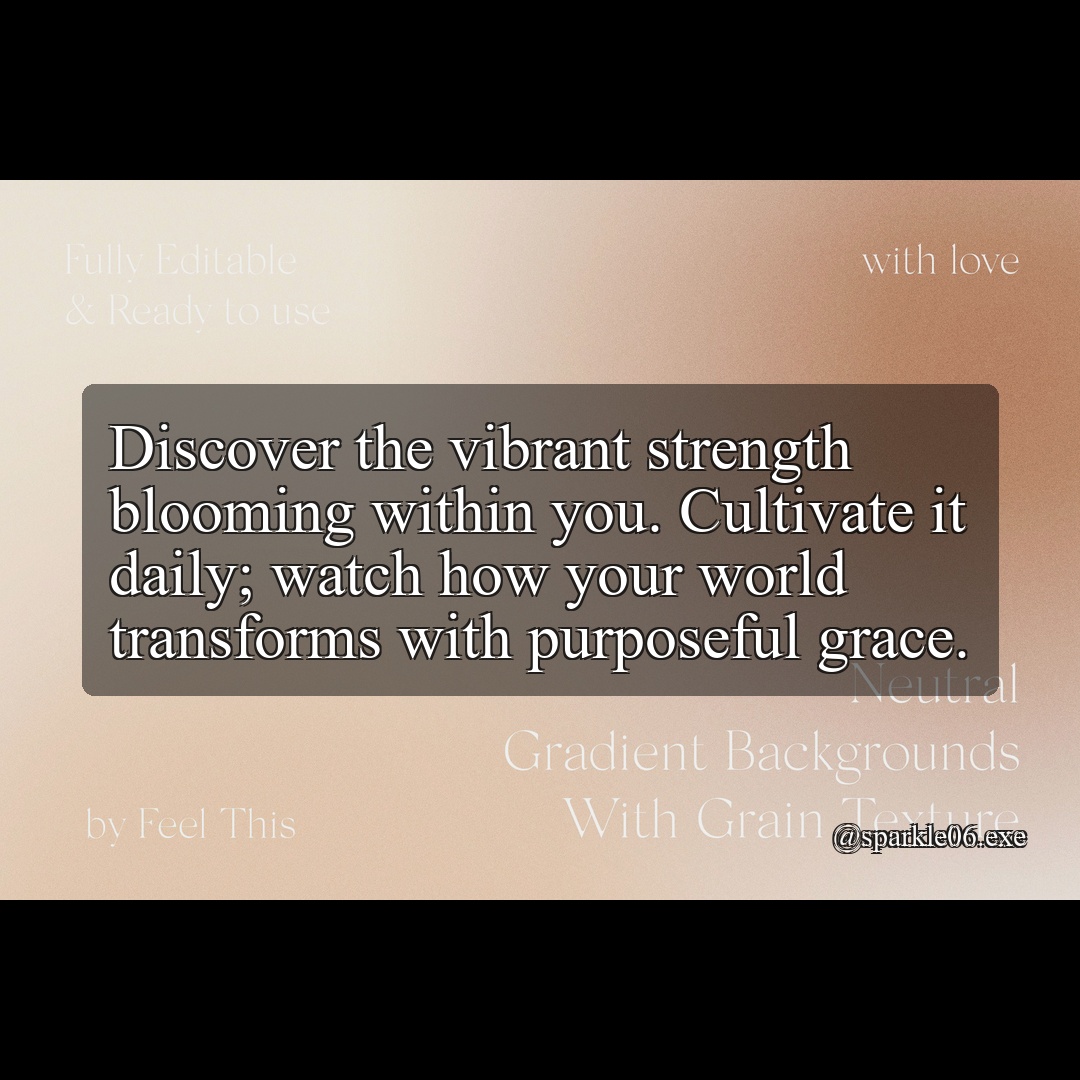 Fully Editable
& Ready to use
with love
Discover the vibrant strength
blooming within you. Cultivate it
daily; watch how your world
transforms with purposeful grace.
Neutral
Gradient Backgrounds
With Grain Texture
by Feel This
@sparkle06.exe